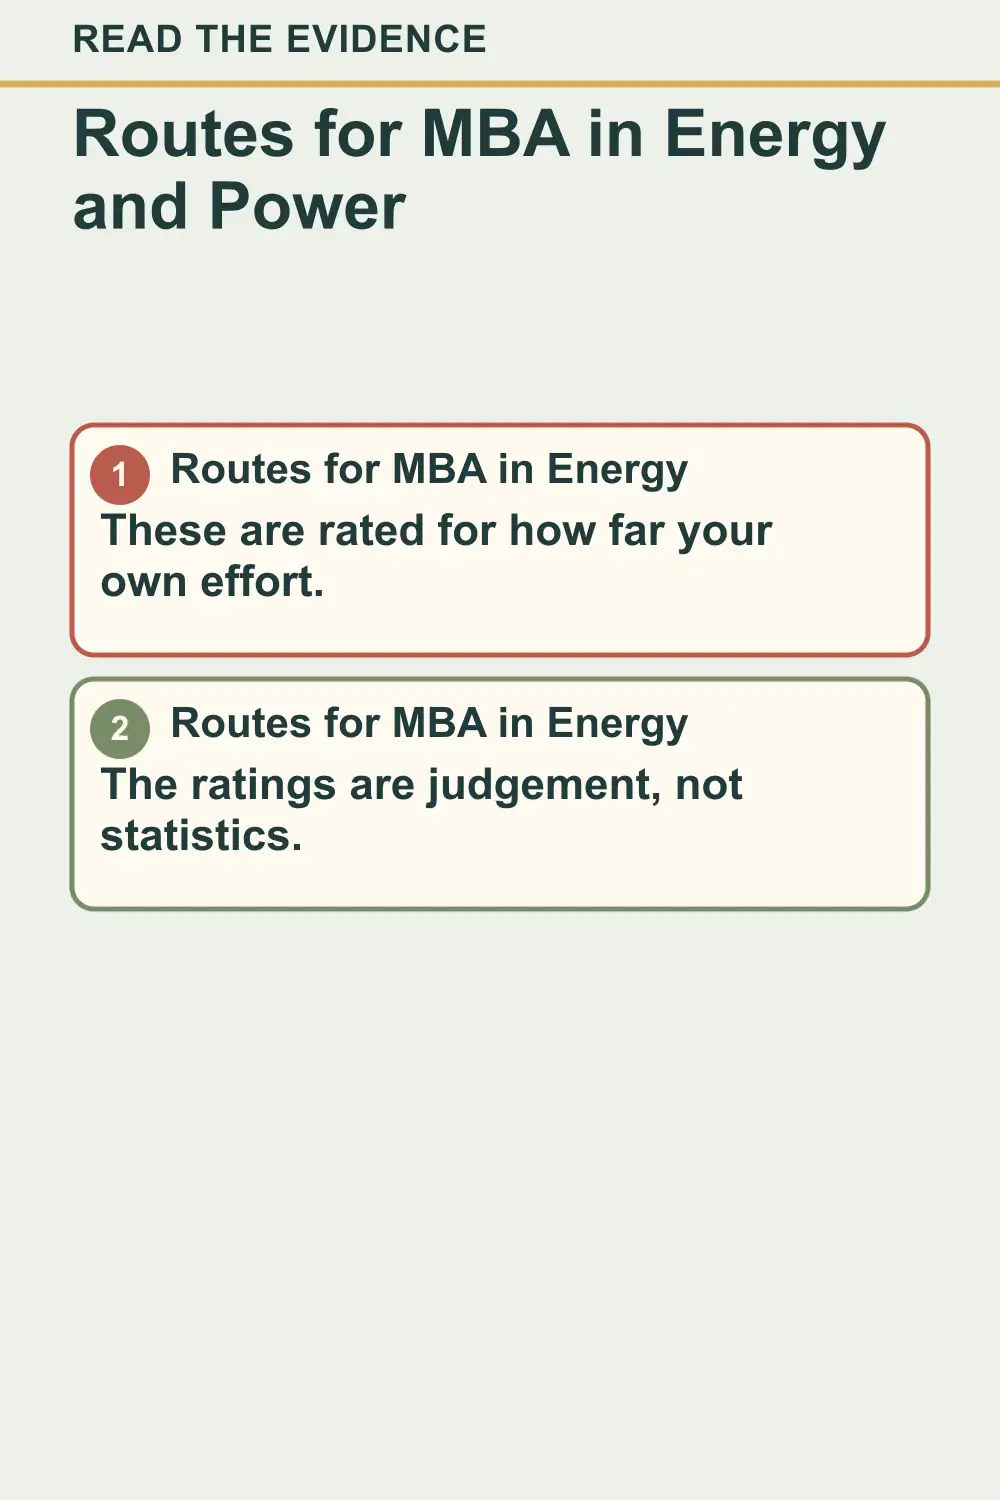 READ THE EVIDENCE
Routes for MBA in Energy
and Power
1
Routes for MBA in Energy
These are rated for how far your
own effort.
2
Routes for MBA in Energy
The ratings are judgement, not
statistics.